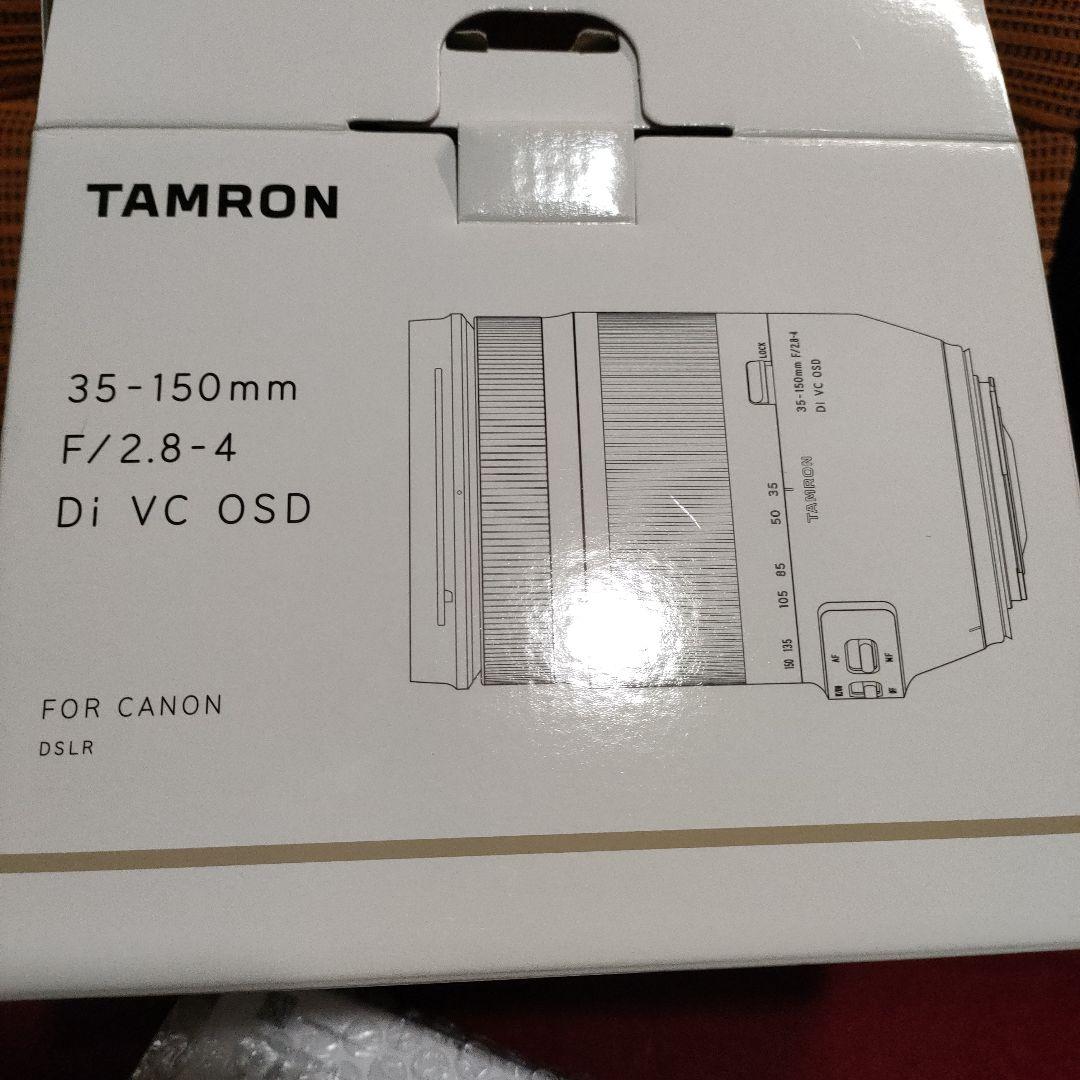 TAMRON
35-150mm
F/2.8-4
Di VC OSD
FOR CANON
DSLR
LOCK
35-150mm F/2.8-4
Di VC OSD
TAMRON
35
50
85
105
135
150
AF
MF